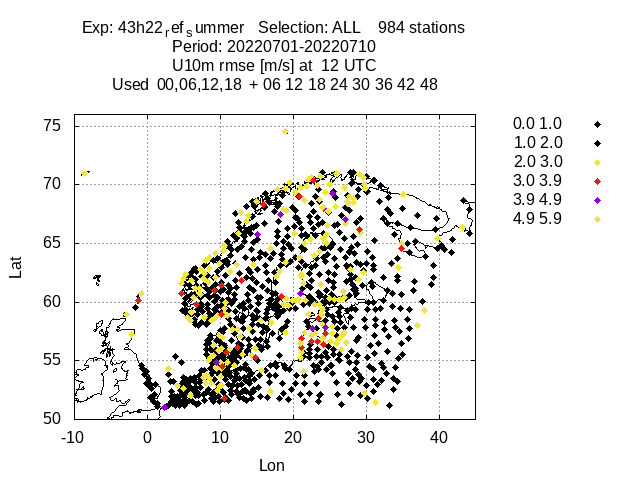 Exp: 43h22ref_summer   Selection: ALL    984 stations
Period: 20220701-20220710
U10m rmse [m/s] at  12 UTC
Used  00,06,12,18  + 06 12 18 24 30 36 42 48
75
70
65
60
55
50
Lat
-10 0 10 20 30 40
Lon
0.0 1.0
1.0 2.0
2.0 3.0
3.0 3.9
3.9 4.9
4.9 5.9